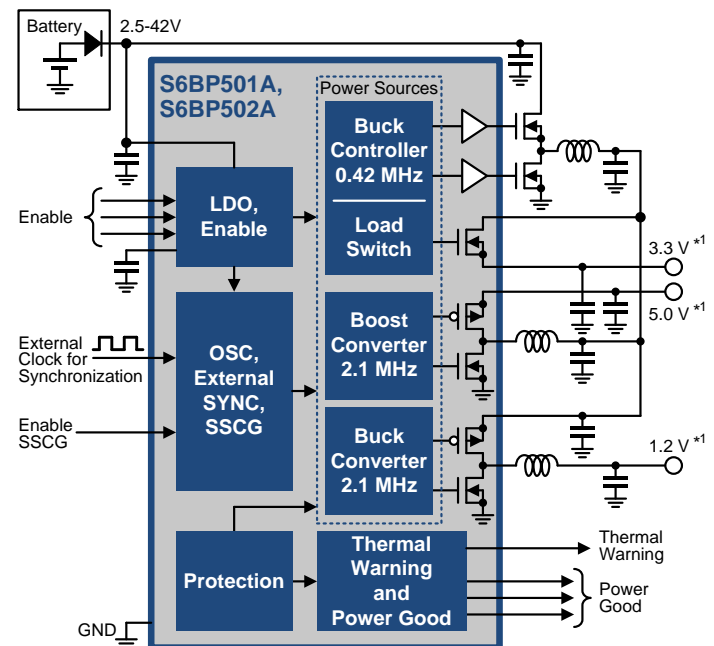 Battery
2.5-42V
S6BP501A,
S6BP502A
Power Sources
Buck
Controller
0.42 MHz
Load
Switch
LDO,
Enable
Enable
3.3 V *1
5.0 V *1
Boost
Converter
2.1 MHz
External
Clock for
Synchronization
OSC,
External
SYNC,
SSCG
Enable
SSCG
Buck
Converter
2.1 MHz
1.2 V *1
Protection
Thermal
Warning
and
Power Good
Thermal
Warning
Power
Good
GND